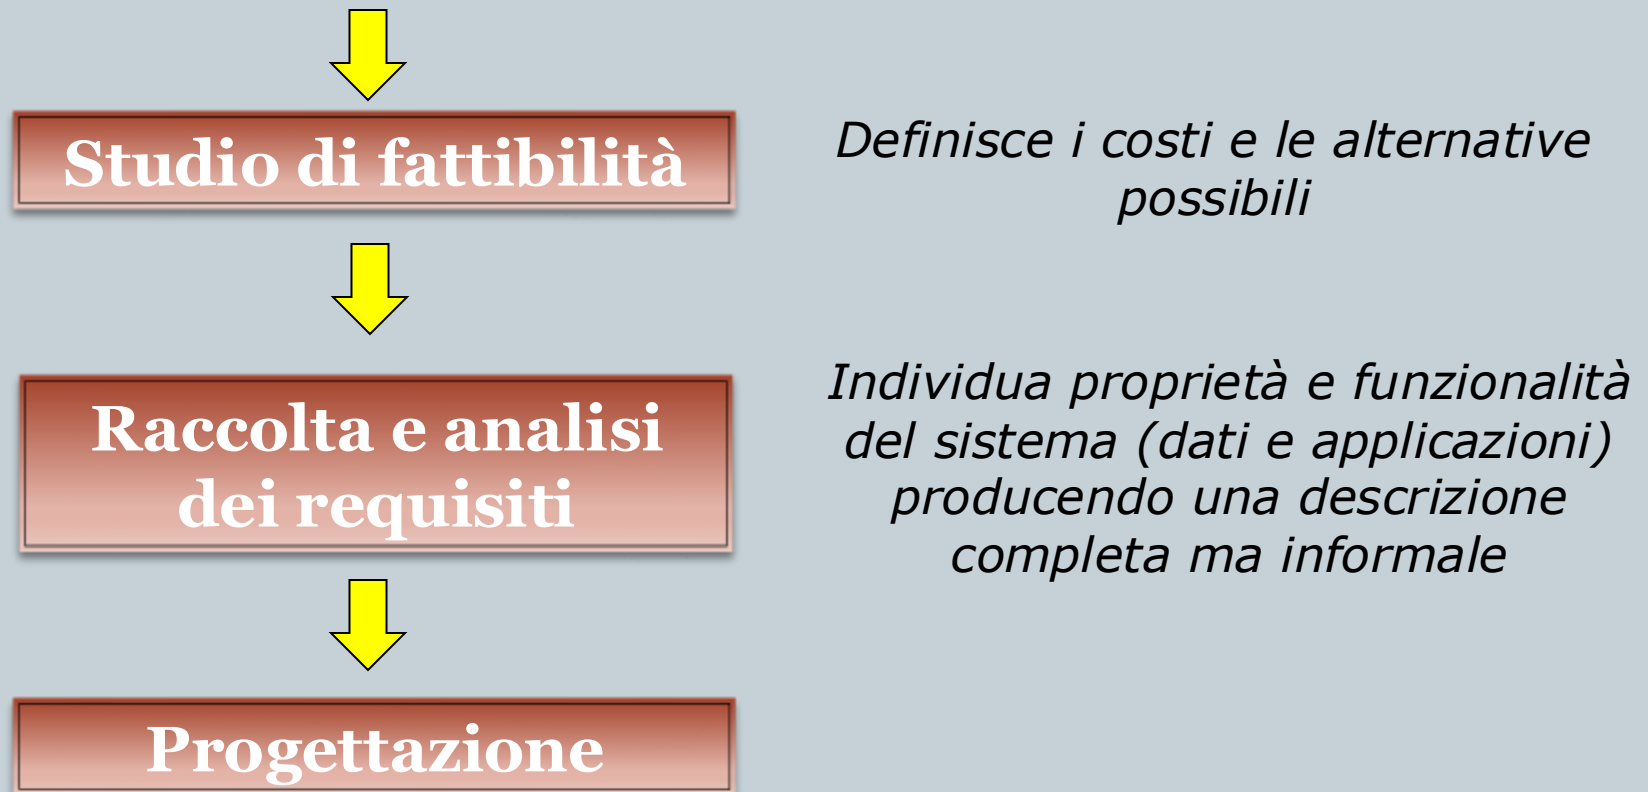 Studio di fattibilità
Definisce i costi e le alternative
possibili
Raccolta e analisi
dei requisiti
Individua proprietà e funzionalità
del sistema (dati e applicazioni)
producendo una descrizione
completa ma informale
Progettazione